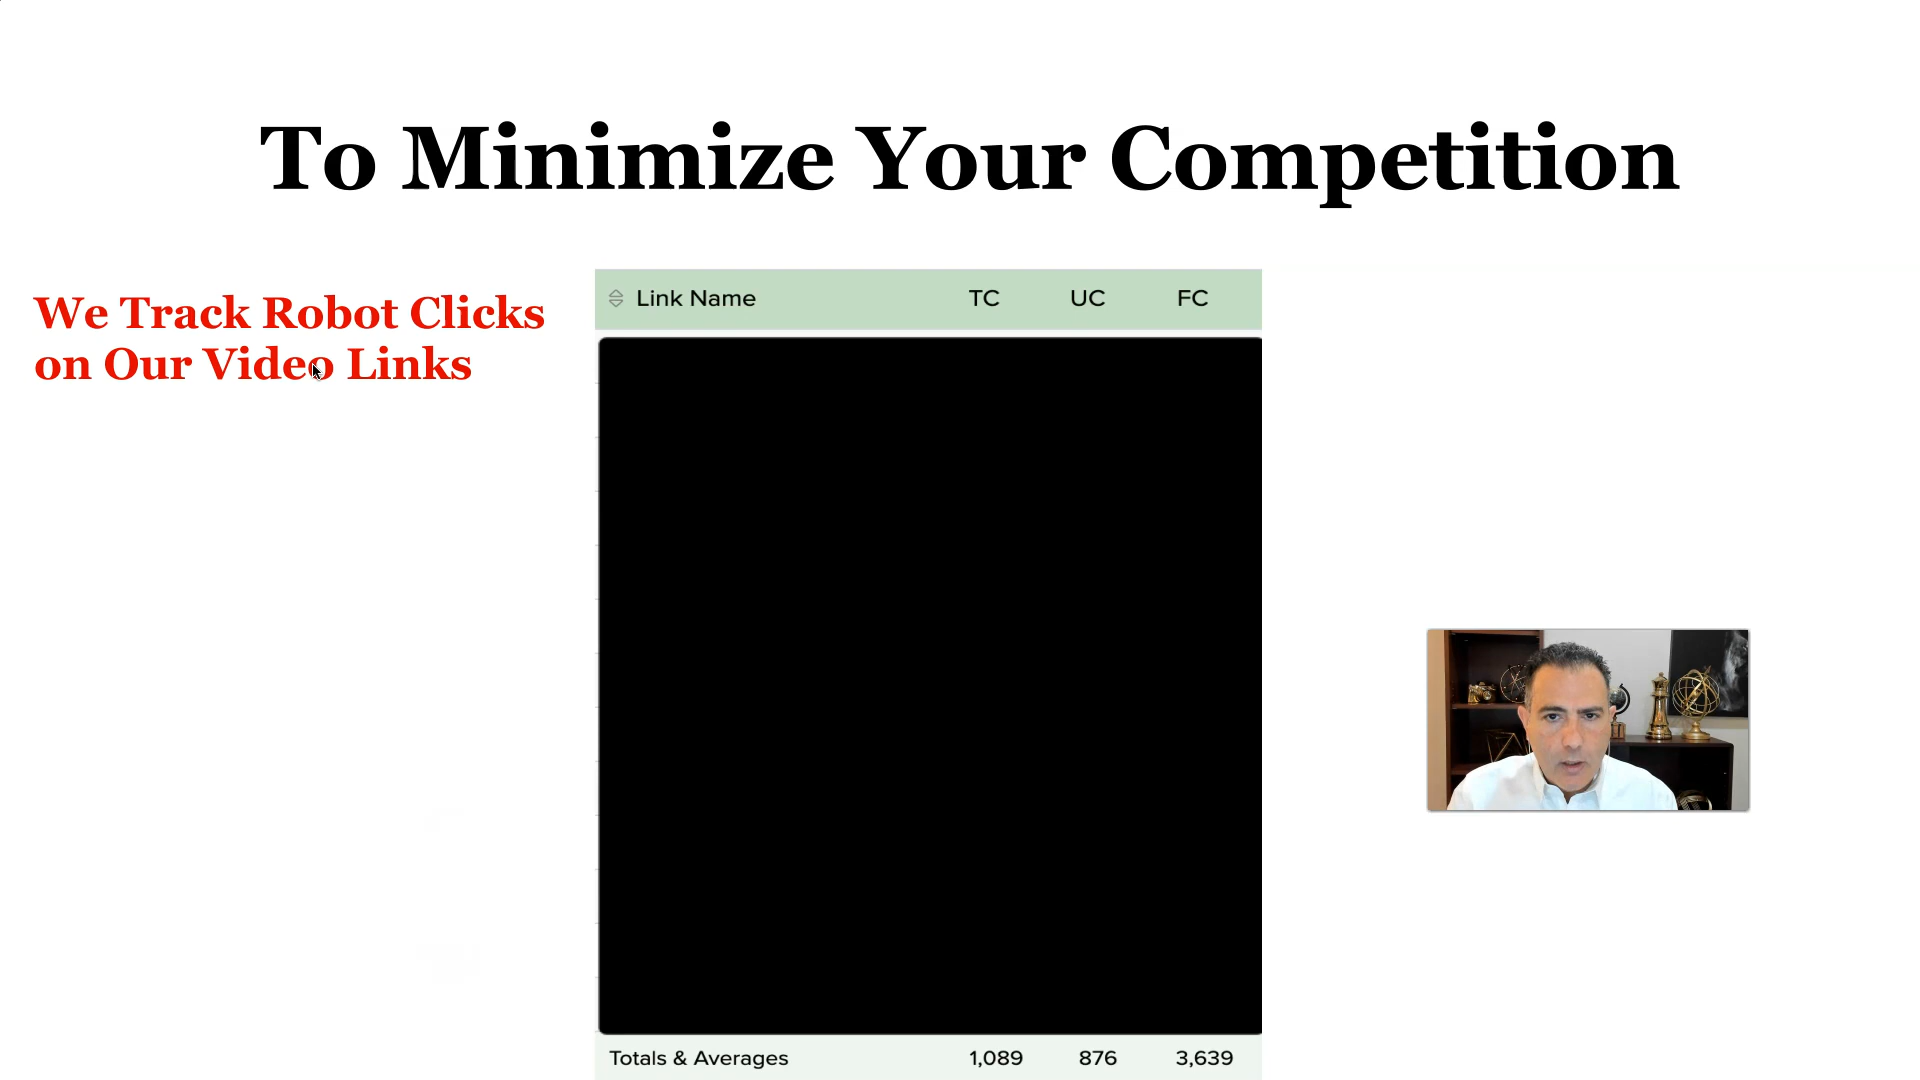 To Minimize Your Competition
We Track Robot Clicks
on Our Video Links
Link Name TC UC FC
Totals & Averages 1,089 876 3,639